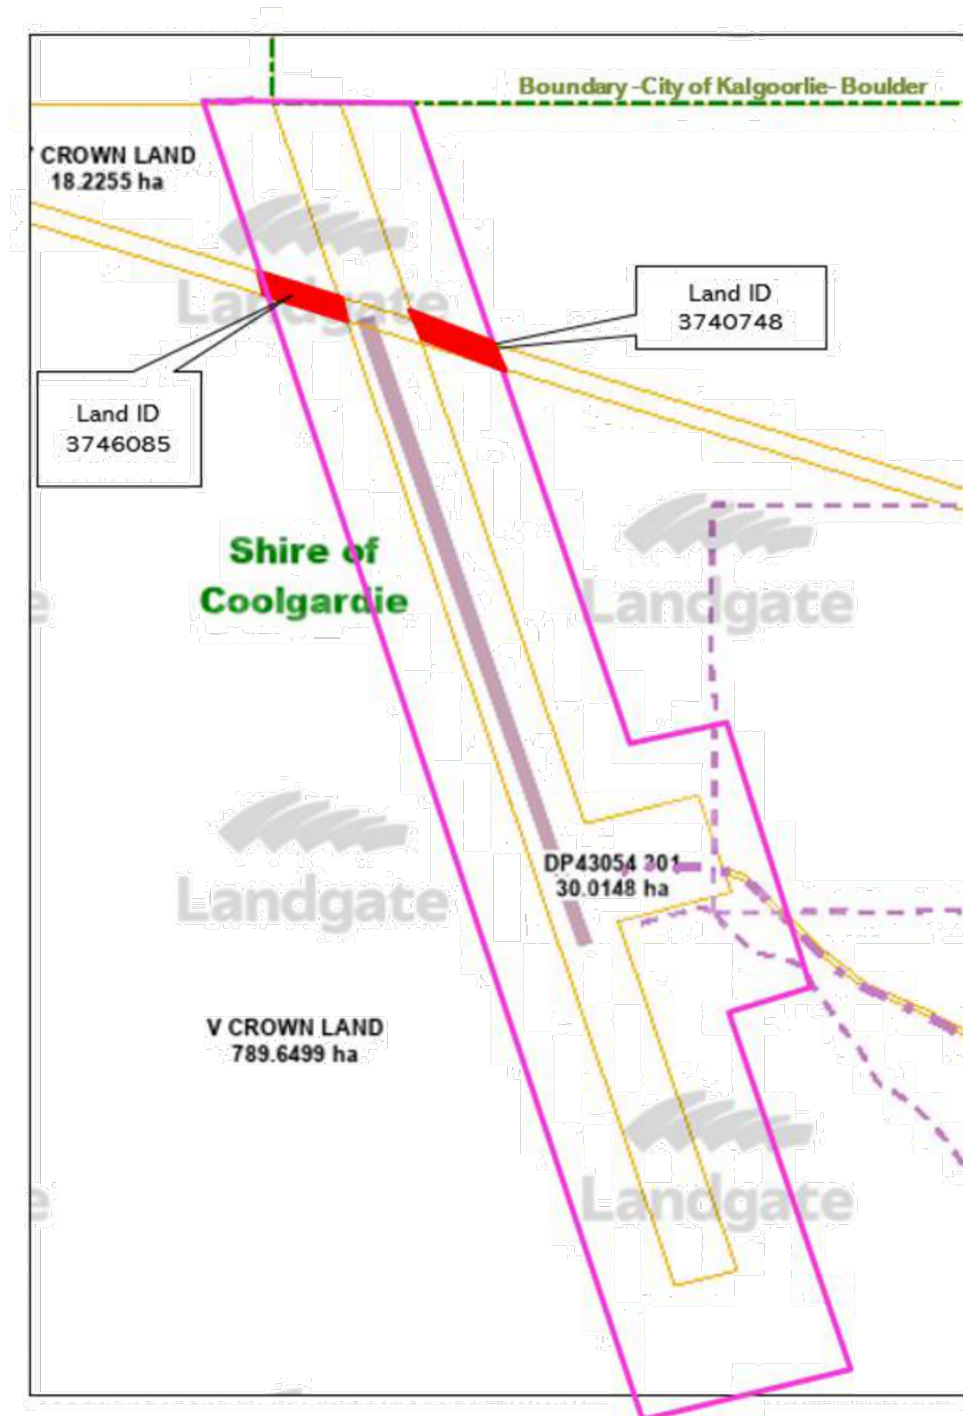 Boundary -City of Kalgoorlie- Boulder
CROWN LAND
18.2255 ha
Landgate
Land ID
3740748
Land ID
3746085
Shire of
Coolgardie
Landgate
DP43054 301
30.0148 ha
Landgate
V CROWN LAND
789.6499 ha
Landgate